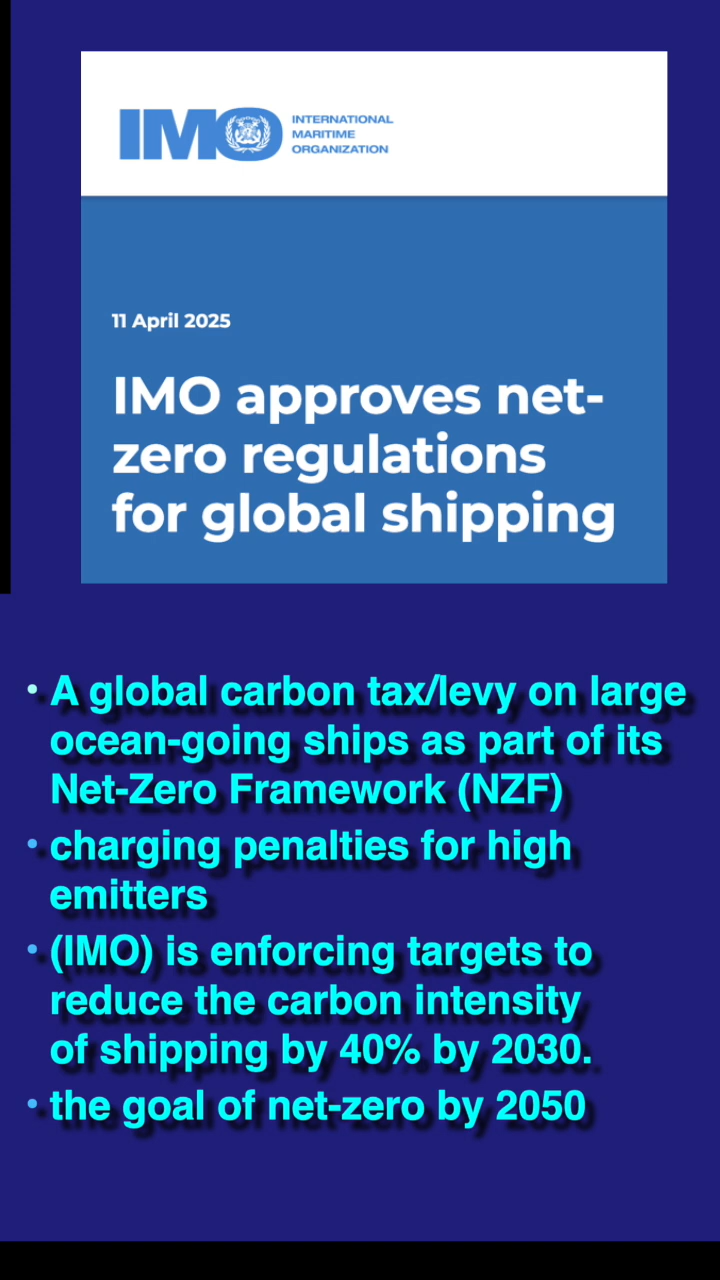 IMO
INTERNATIONAL
MARITIME
ORGANIZATION
11 April 2025
IMO approves net-
zero regulations
for global shipping
• A global carbon tax/levy on large
ocean-going ships as part of its
Net-Zero Framework (NZF)
• charging penalties for high
emitters
• (IMO) is enforcing targets to
reduce the carbon intensity
of shipping by 40% by 2030.
• the goal of net-zero by 2050